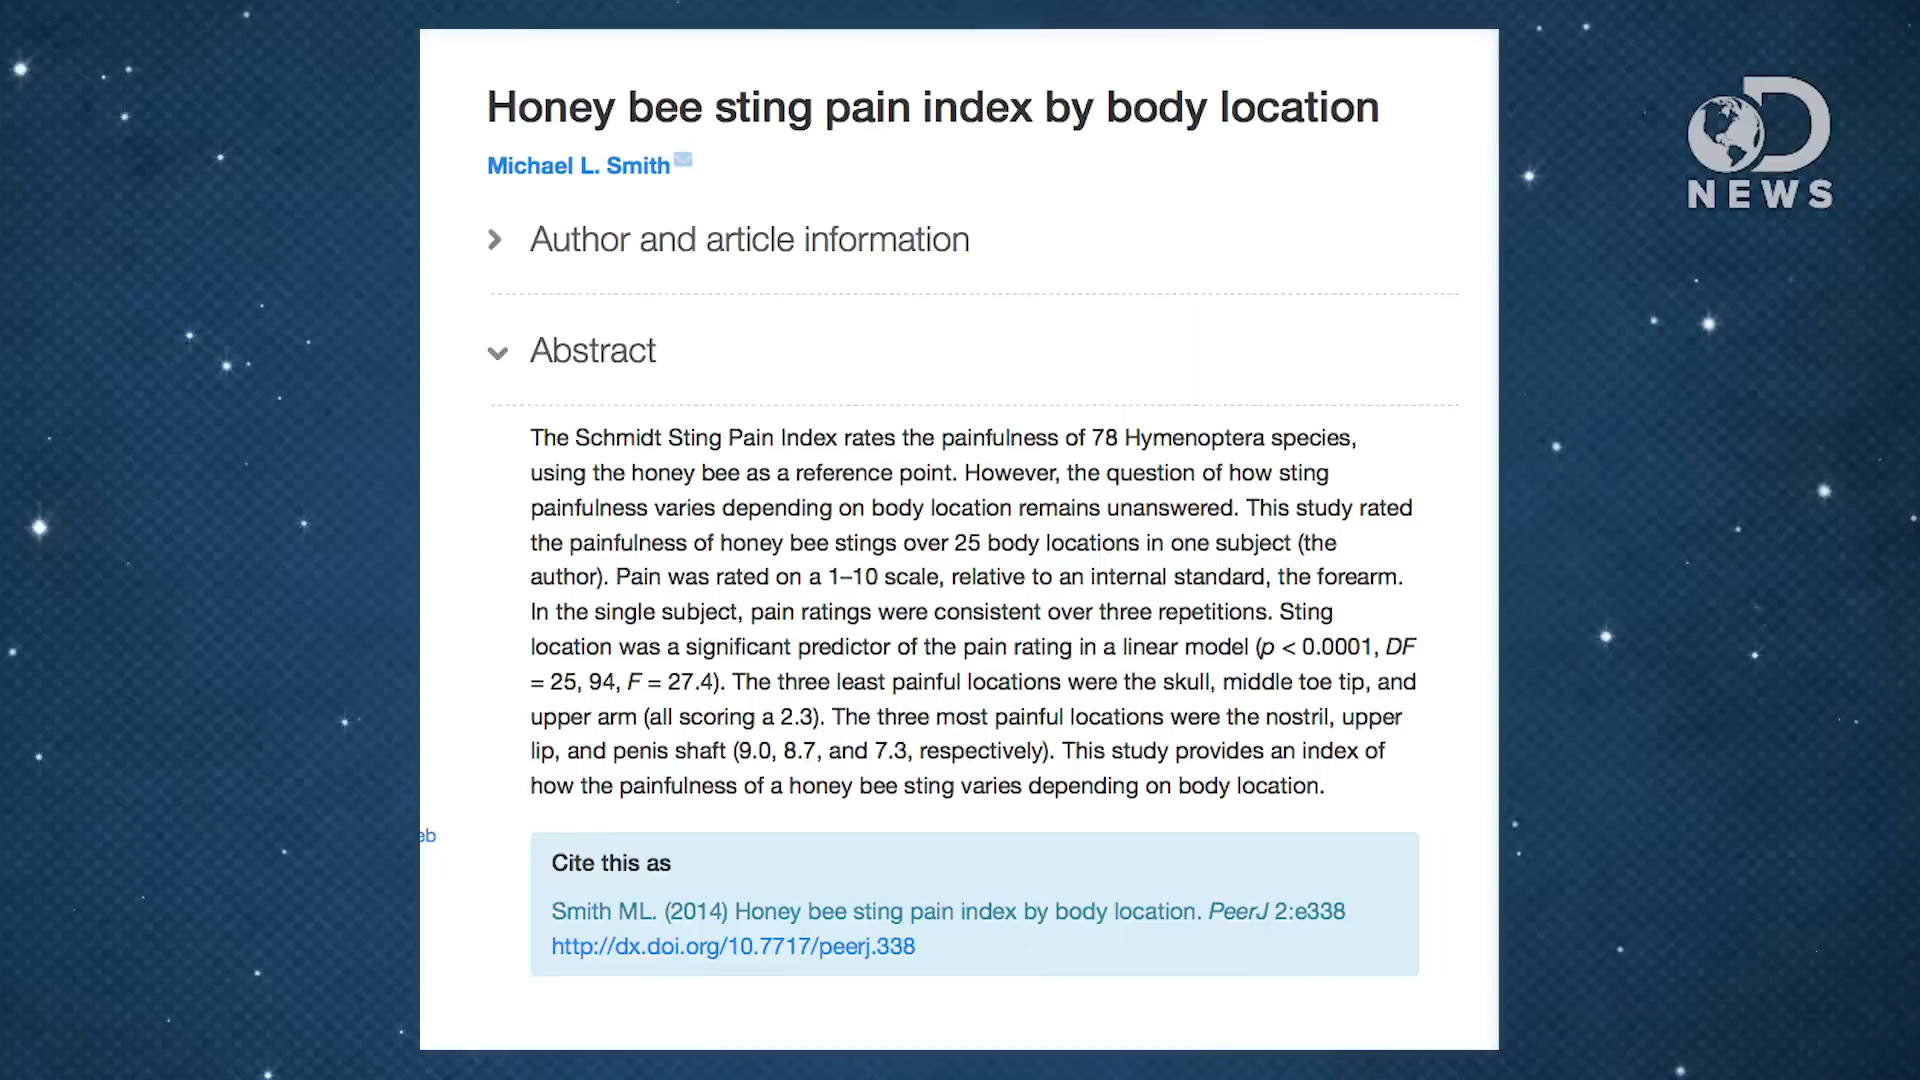 Honey bee sting pain index by body location
Michael L. Smith
Author and article information
Abstract
The Schmidt Sting Pain Index rates the painfulness of 78 Hymenoptera species,
using the honey bee as a reference point. However, the question of how sting
painfulness varies depending on body location remains unanswered. This study rated
the painfulness of honey bee stings over 25 body locations in one subject (the
author). Pain was rated on a 1–10 scale, relative to an internal standard, the forearm.
In the single subject, pain ratings were consistent over three repetitions. Sting
location was a significant predictor of the pain rating in a linear model (p < 0.0001, DF
= 25, 94, F = 27.4). The three least painful locations were the skull, middle toe tip, and
upper arm (all scoring a 2.3). The three most painful locations were the nostril, upper
lip, and penis shaft (9.0, 8.7, and 7.3, respectively). This study provides an index of
how the painfulness of a honey bee sting varies depending on body location.
eb
Cite this as
Smith ML. (2014) Honey bee sting pain index by body location. PeerJ 2:e338
http://dx.doi.org/10.7717/peerj.338
D
NEWS